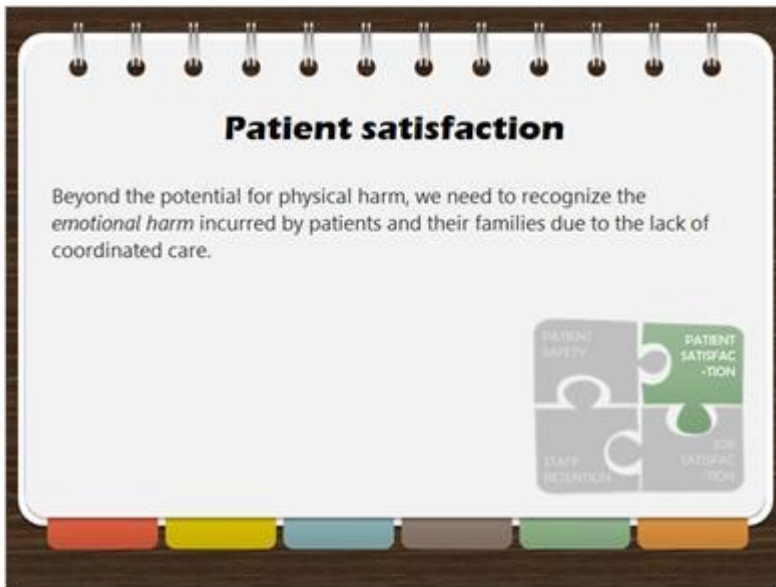 Patient satisfaction
Beyond the potential for physical harm, we need to recognize the
emotional harm incurred by patients and their families due to the lack of
coordinated care.
PATIENT
SAFETY
PATIENT
SATISFAC
-TION
STAFF
RETENTION
JOB
SATISFAC
-TION